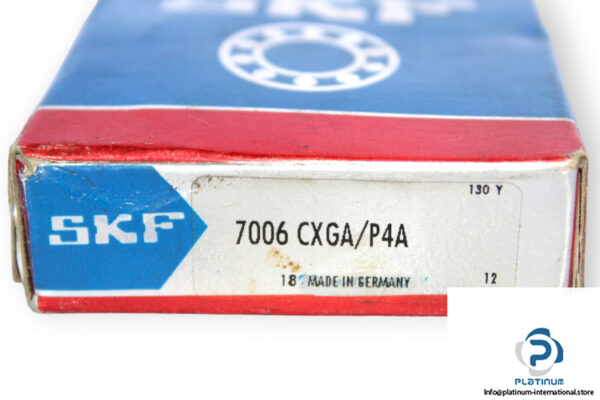 SKF
130 Y
SKF
7006 CXGA/P4A
18 MADE IN GERMANY
12
P
PLATINUM
Info@platinum-international.store